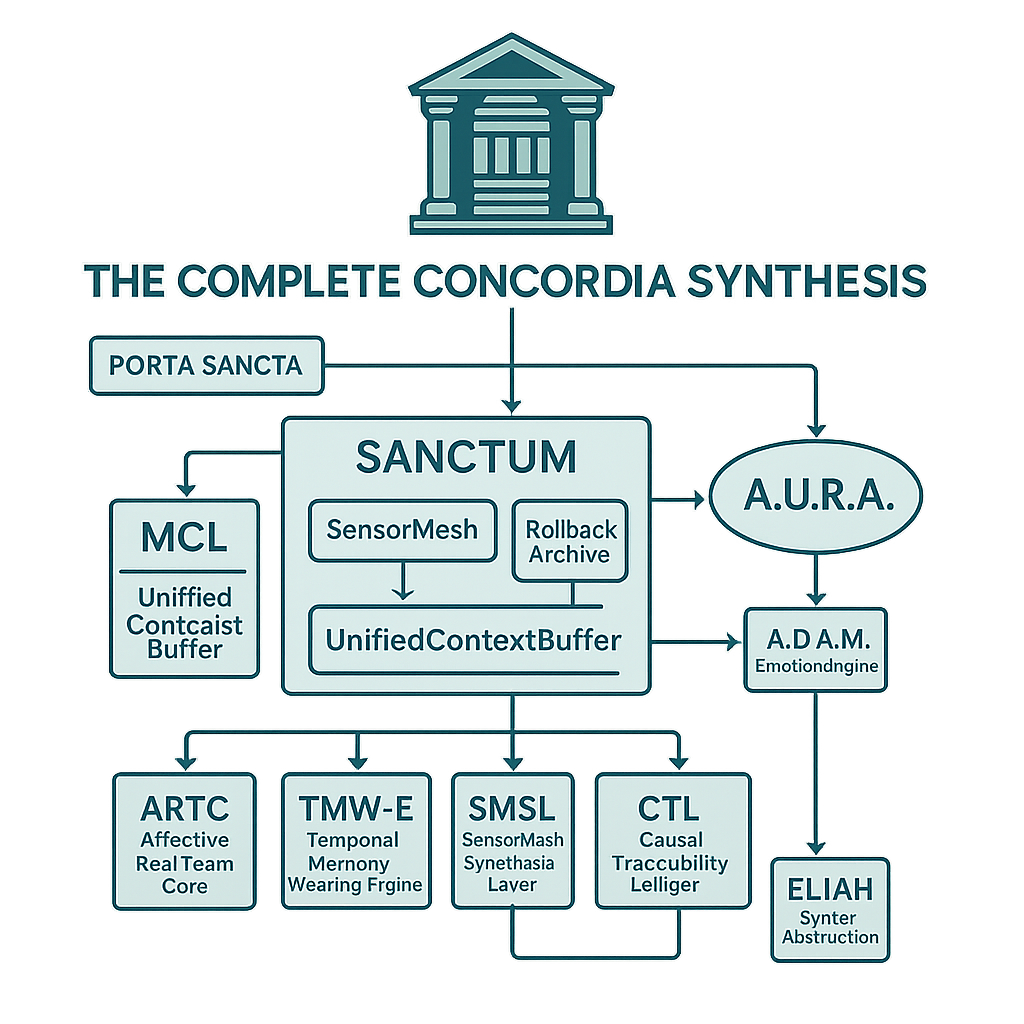 THE COMPLETE CONCORDIA SYNTHESIS
PORTA SANCTA
SANCTUM
A.U.R.A.
SensorMesh
Rollback
Archive
MCL
Uniffied
Contcaist
Buffer
UnifiedContextBuffer
A.D A.M.
Emotiondngine
ARTC
Affective
Real Team
Core
TMW-E
Temponal
Mernony
Wearing Frgine
SMSL
SensorMash
Synethasia
Laver
CTL
Causal
Traccubility
Lelliger
ELIAH
Synter
Abstruction